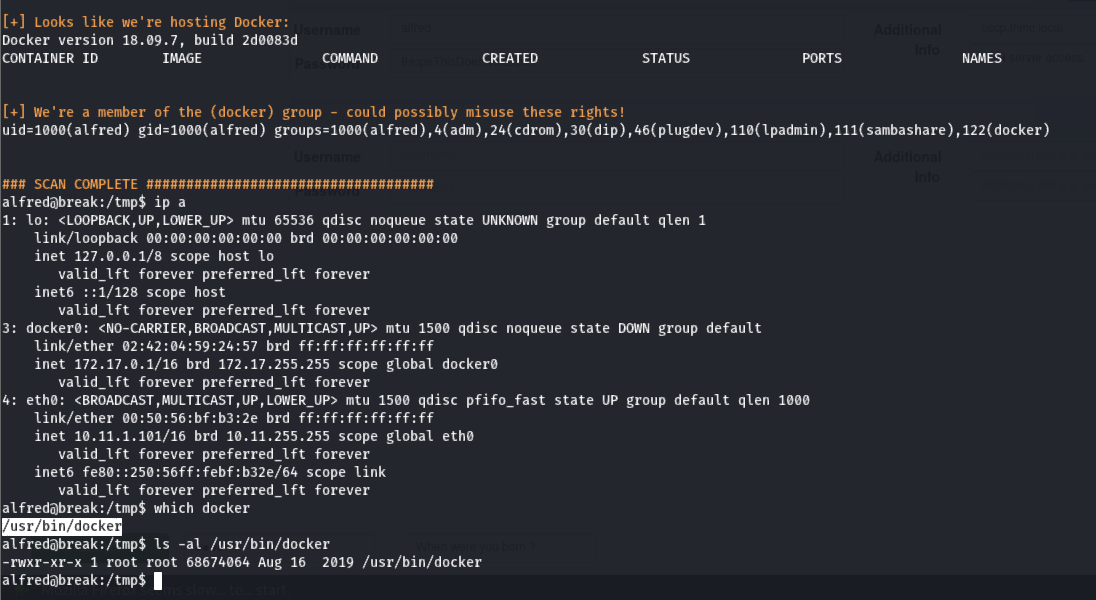 [+] Looks like we're hosting Docker:
Docker version 18.09.7, build 2d0083d
CONTAINER ID        IMAGE               COMMAND             CREATED             STATUS              PORTS               NAMES
[+] We're a member of the (docker) group - could possibly misuse these rights!
uid=1000(alfred) gid=1000(alfred) groups=1000(alfred),4(adm),24(cdrom),30(dip),46(plugdev),110(lpadmin),111(sambashare),122(docker)
Username
Additional
Info
### SCAN COMPLETE ####################################
alfred@break:/tmp$ ip a
1: lo: <LOOPBACK,UP,LOWER_UP> mtu 65536 qdisc noqueue state UNKNOWN group default qlen 1
    link/loopback 00:00:00:00:00:00 brd 00:00:00:00:00:00
    inet 127.0.0.1/8 scope host lo
       valid_lft forever preferred_lft forever
    inet6 ::1/128 scope host
       valid_lft forever preferred_lft forever
3: docker0: <NO-CARRIER,BROADCAST,MULTICAST,UP> mtu 1500 qdisc noqueue state DOWN group default
    link/ether 02:42:04:59:24:57 brd ff:ff:ff:ff:ff:ff
    inet 172.17.0.1/16 brd 172.17.255.255 scope global docker0
       valid_lft forever preferred_lft forever
4: eth0: <BROADCAST,MULTICAST,UP,LOWER_UP> mtu 1500 qdisc pfifo_fast state UP group default qlen 1000
    link/ether 00:50:56:bf:b3:2e brd ff:ff:ff:ff:ff:ff
    inet 10.11.1.101/16 brd 10.11.255.255 scope global eth0
       valid_lft forever preferred_lft forever
    inet6 fe80::250:56ff:febf:b32e/64 scope link
       valid_lft forever preferred_lft forever
alfred@break:/tmp$ which docker
/usr/bin/docker
alfred@break:/tmp$ ls -al /usr/bin/docker
-rwxr-xr-x 1 root root 68674064 Aug 16  2019 /usr/bin/docker
alfred@break:/tmp$